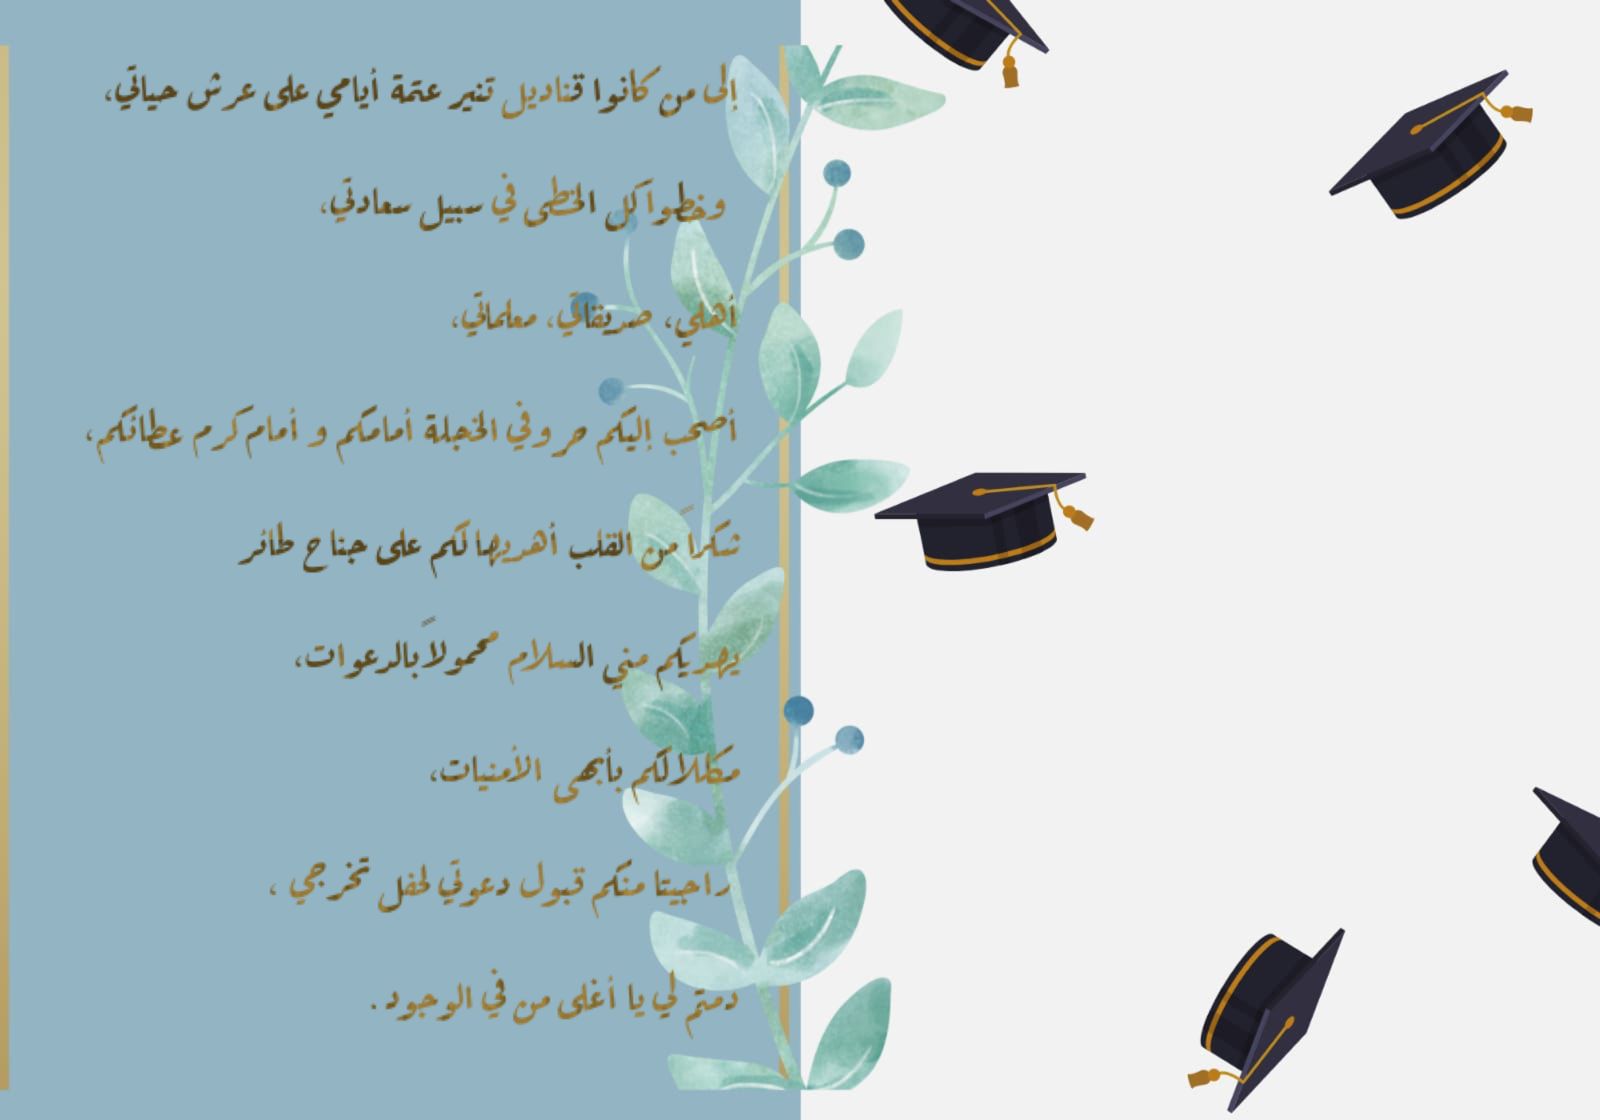 إلى من كانوا قناديل تنير عتمة أيامي على عرش حياتي،
وخطوا كل الخطى في سبيل سعادتي،
أهلي، صديقاتي، معلماتي،
أصحب إليكم حروفي الخجلة أمامكم و أمام كرم عطائكم،
شكراً من القلب أهديها لكم على جناح طائر
يهديكم مني السلام محمولاً بالدعوات،
مكللا لكم بأبهى الأمنيات،
راجيتا منكم قبول دعوتي لحفل تخرجي ،
دمتم لي يا أغلى من في الوجود .